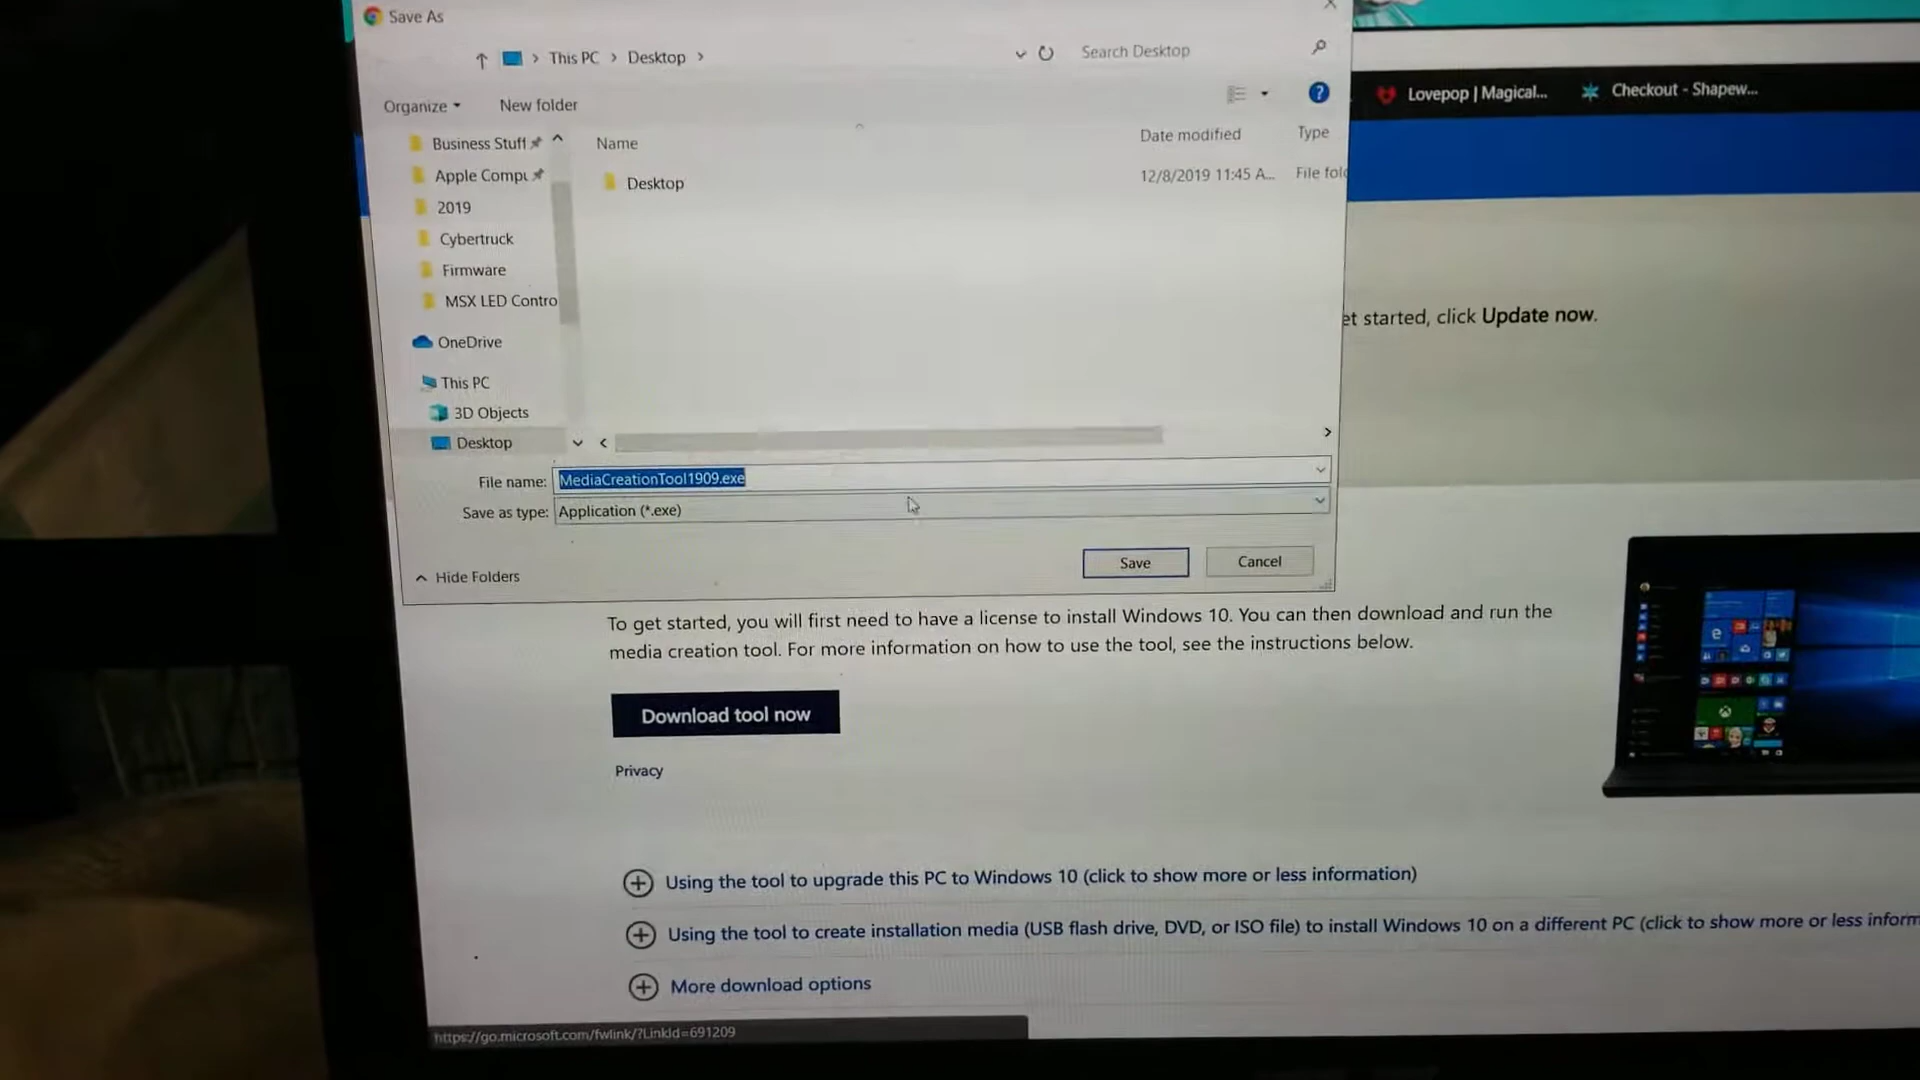 Save As
This PC > Desktop >
Search Desktop
Organize
New folder
Lovepop | Magical...
Checkout - Shapew...
Business Stuff
Name
Date modified
Type
Apple Compu
Desktop
12/8/2019 11:45 A...
File fol
2019
Cybertruck
Firmware
MSX LED Contro
et started, click Update now.
OneDrive
This PC
3D Objects
Desktop
File name: MediaCreationTool1909.exe
Save as type: Application (*.exe)
Hide Folders
Save
Cancel
To get started, you will first need to have a license to install Windows 10. You can then download and run the
media creation tool. For more information on how to use the tool, see the instructions below.
Download tool now
Privacy
Using the tool to upgrade this PC to Windows 10 (click to show more or less information)
Using the tool to create installation media (USB flash drive, DVD, or ISO file) to install Windows 10 on a different PC (click to show more or less inform
More download options
https://go.microsoft.com/fwlink/?LinkId=691209